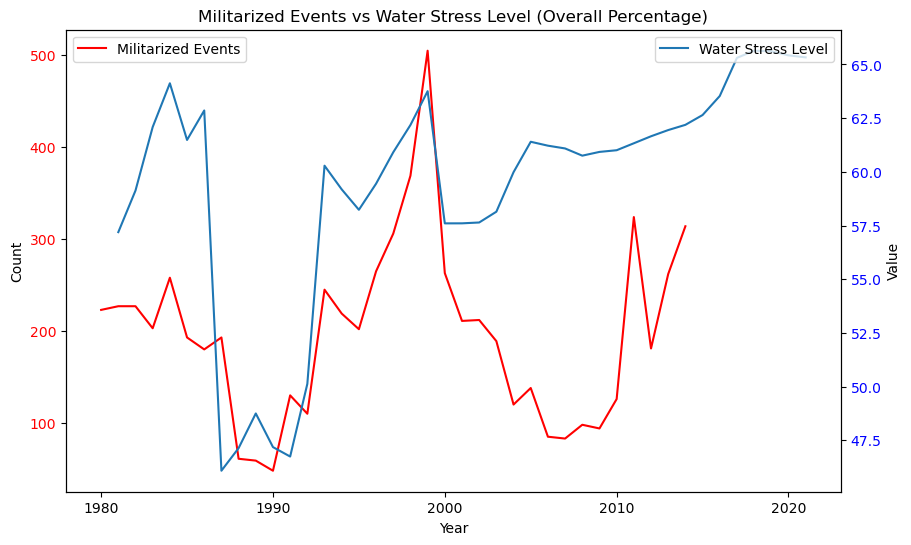 Militarized Events vs Water Stress Level (Overall Percentage)
Militarized Events
Water Stress Level
500
400
300
200
100
Count
65.0
62.5
60.0
57.5
55.0
52.5
50.0
47.5
Value
1980 1990 2000 2010 2020
Year